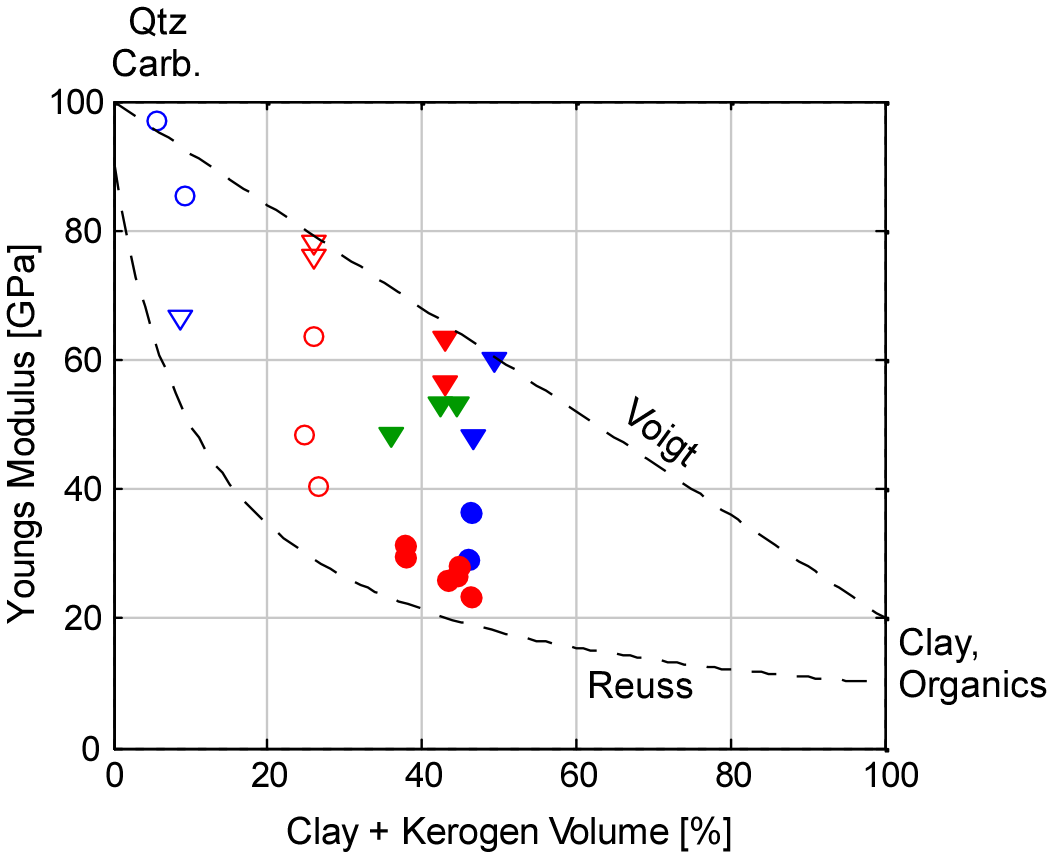 Qtz
Carb.
100
80
60
40
20
0
Youngs Modulus [GPa]
Voigt
Reuss
Clay,
Organics
0 20 40 60 80 100
Clay + Kerogen Volume [%]